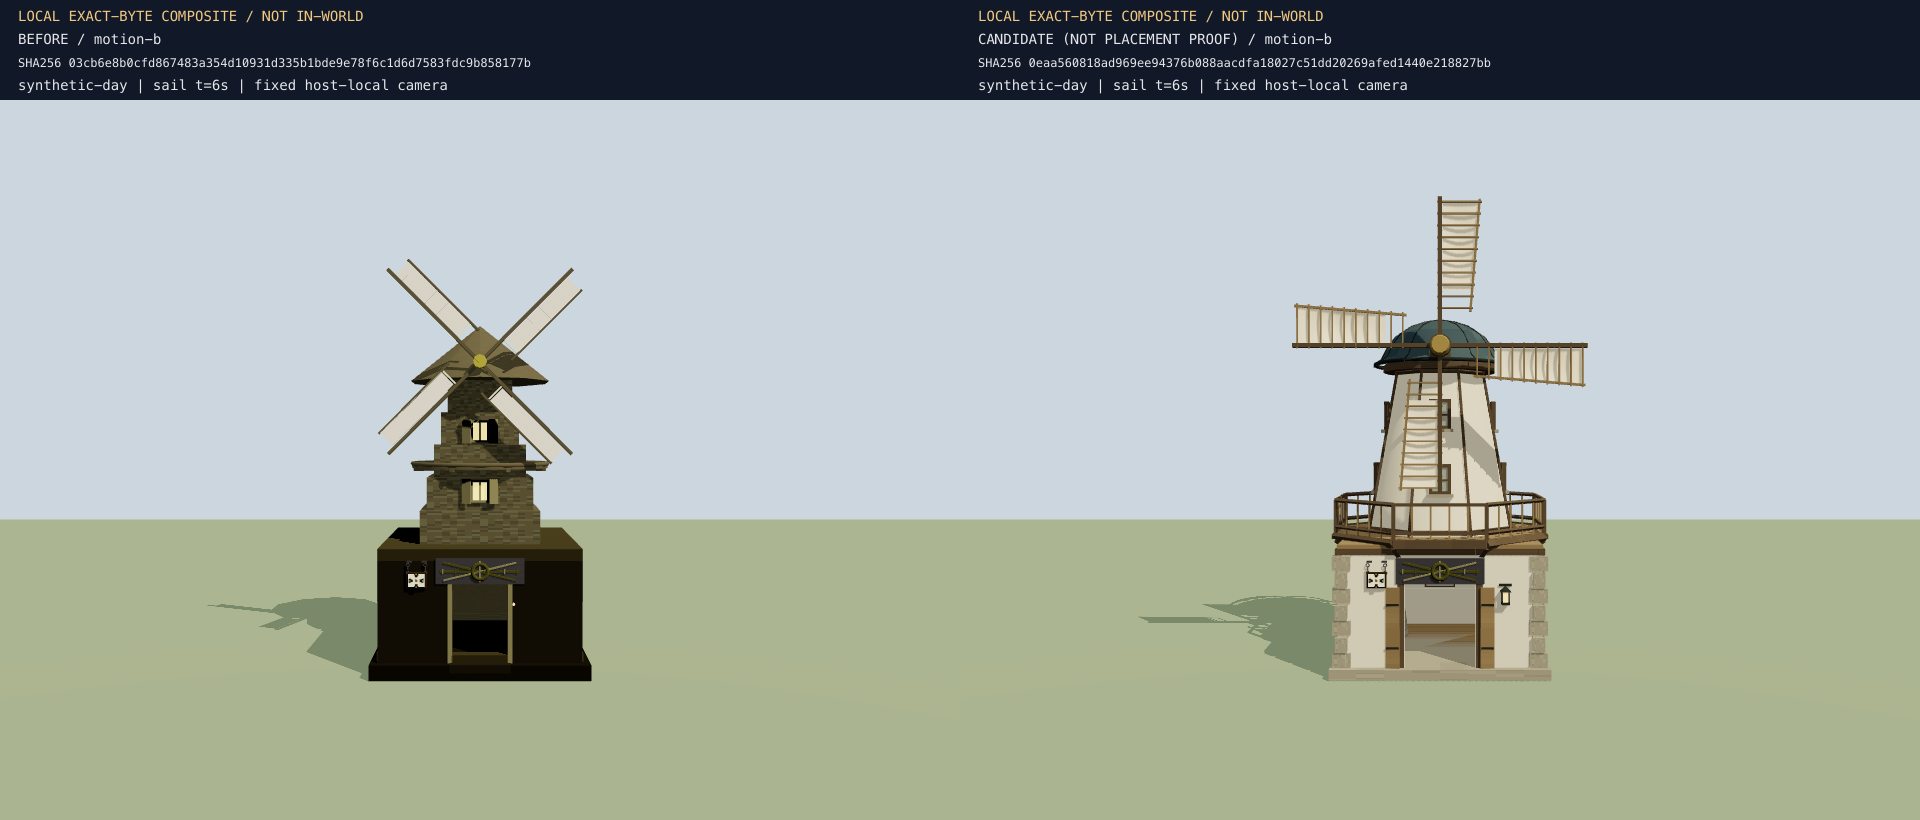 LOCAL EXACT-BYTE COMPOSITE / NOT IN-WORLD
BEFORE / motion-b
SHA256 03cb6e8b0cfd867483a354d10931d335b1bde9e78f6c1d6d7583fdc9b858177b
synthetic-day | sail t=6s | fixed host-local camera
LOCAL EXACT-BYTE COMPOSITE / NOT IN-WORLD
CANDIDATE (NOT PLACEMENT PROOF) / motion-b
SHA256 0eaa560818ad969ee94376b088aacdfa18027c51dd20269afed1440e218827bb
synthetic-day | sail t=6s | fixed host-local camera